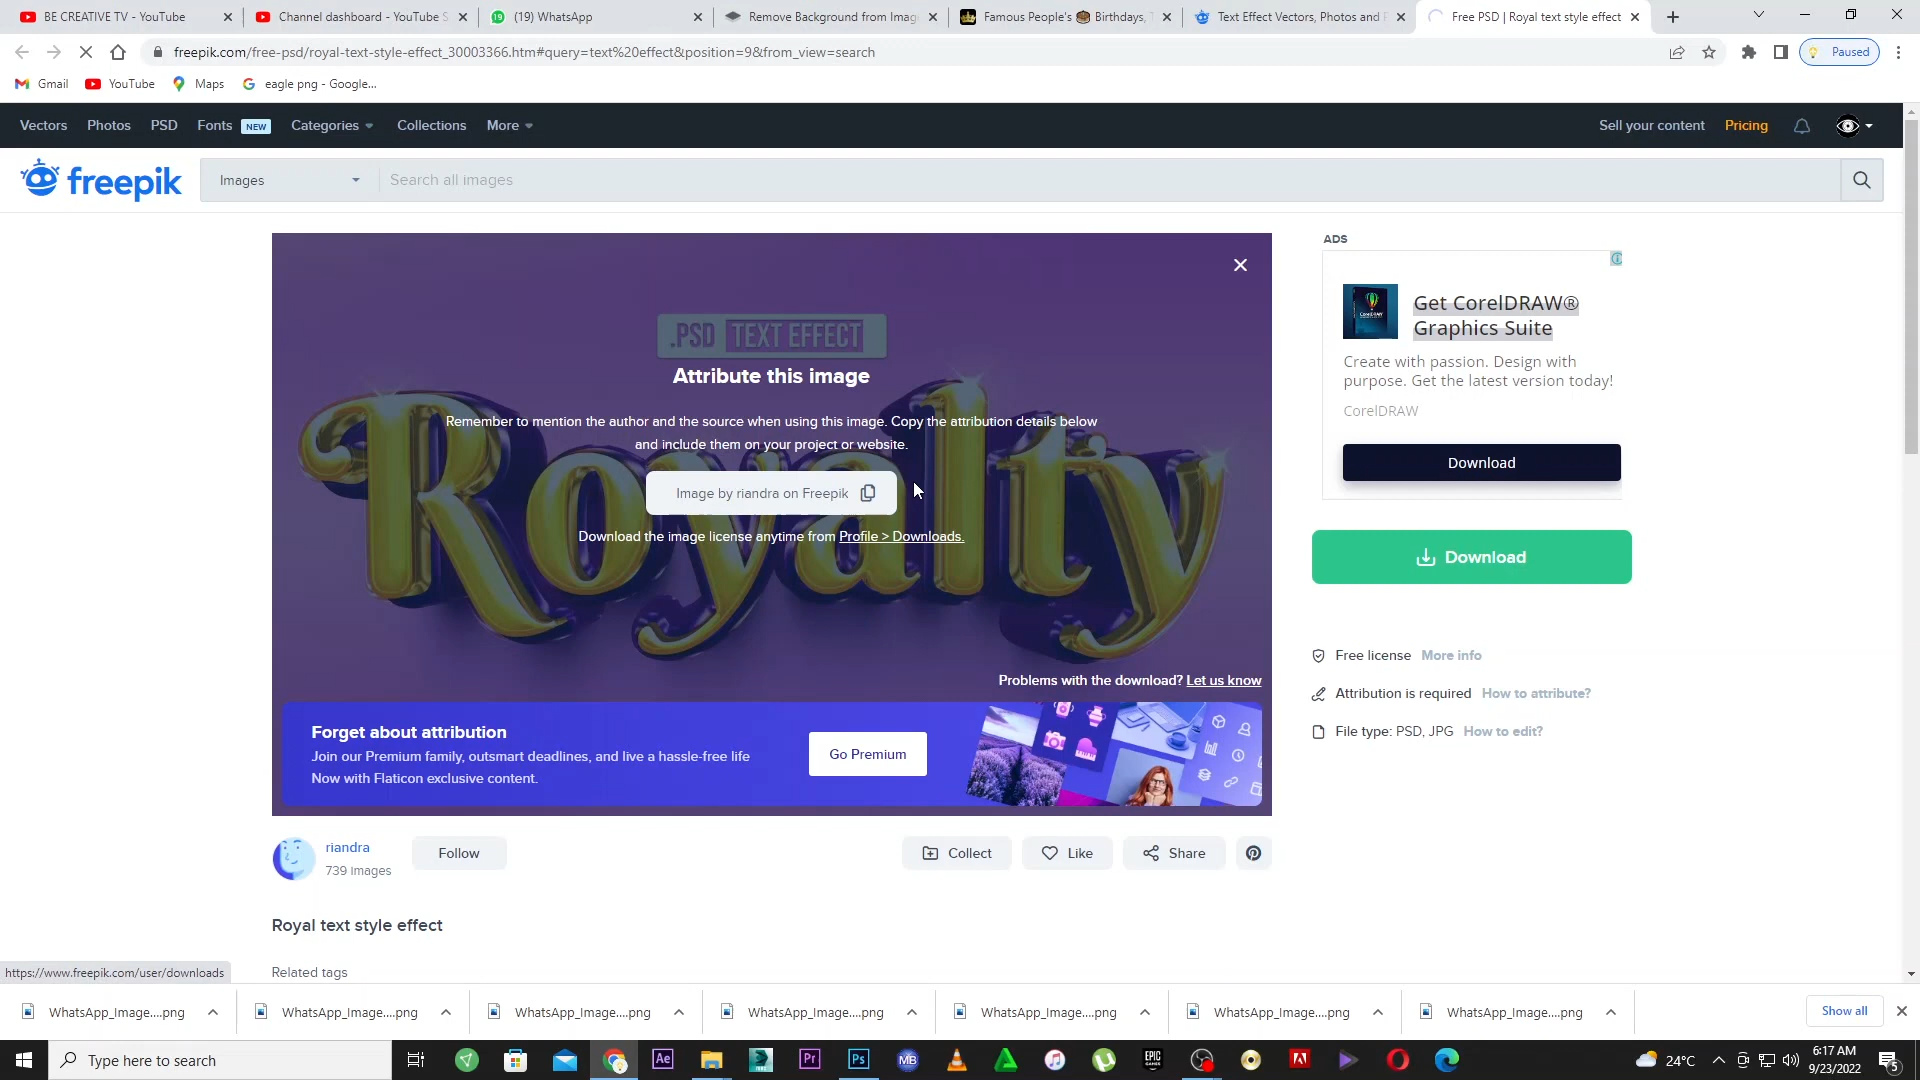 BE CREATIVE TV - YouTube
Channel dashboard - YouTube S
(19) WhatsApp
Remove Background from Imag
Famous People's Birthdays, T
Text Effect Vectors, Photos and P
Free PSD | Royal text style effect
freepik.com/free-psd/royal-text-style-effect_30003366.htm#query=text%20effect&position=9&from_view=search
Paused
Gmail
YouTube
Maps
eagle png - Google...
Vectors
Photos
PSD
Fonts NEW
Categories
Collections
More
Sell your content
Pricing
freepik
Images
Search all images
ADS
.PSD TEXT EFFECT
Royalty
Attribute this image
Remember to mention the author and the source when using this image. Copy the attribution details below
and include them on your project or website.
Image by riandra on Freepik
Download the image license anytime from Profile > Downloads.
Problems with the download? Let us know
Forget about attribution
Join our Premium family, outsmart deadlines, and live a hassle-free life
Now with Flaticon exclusive content.
Go Premium
Get CorelDRAW®
Graphics Suite
Create with passion. Design with
purpose. Get the latest version today!
CorelDRAW
Download
Download
Free license More info
Attribution is required How to attribute?
File type: PSD, JPG How to edit?
riandra
739 images
Follow
Collect
Like
Share
Royal text style effect
Related tags
https://www.freepik.com/user/downloads
WhatsApp_Image....png
WhatsApp_Image....png
WhatsApp_Image....png
WhatsApp_Image....png
WhatsApp_Image....png
WhatsApp_Image....png
WhatsApp_Image....png
Show all
Type here to search
Ae
Pr
Ps
MB
EPIC
GAMES
24°C
6:17 AM
9/23/2022
5